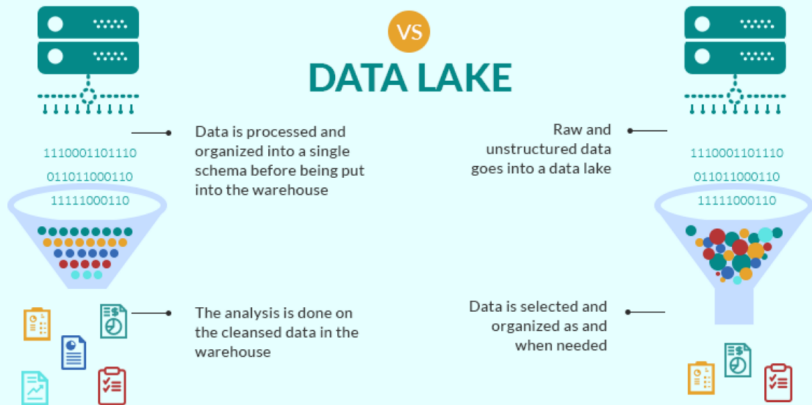 VS
DATA LAKE
1110001101110
011011000110
11111000110
Data is processed and
organized into a single
schema before being put
into the warehouse
The analysis is done on
the cleansed data in the
warehouse
Raw and
unstructured data
goes into a data lake
1110001101110
011011000110
11111000110
Data is selected and
organized as and
when needed